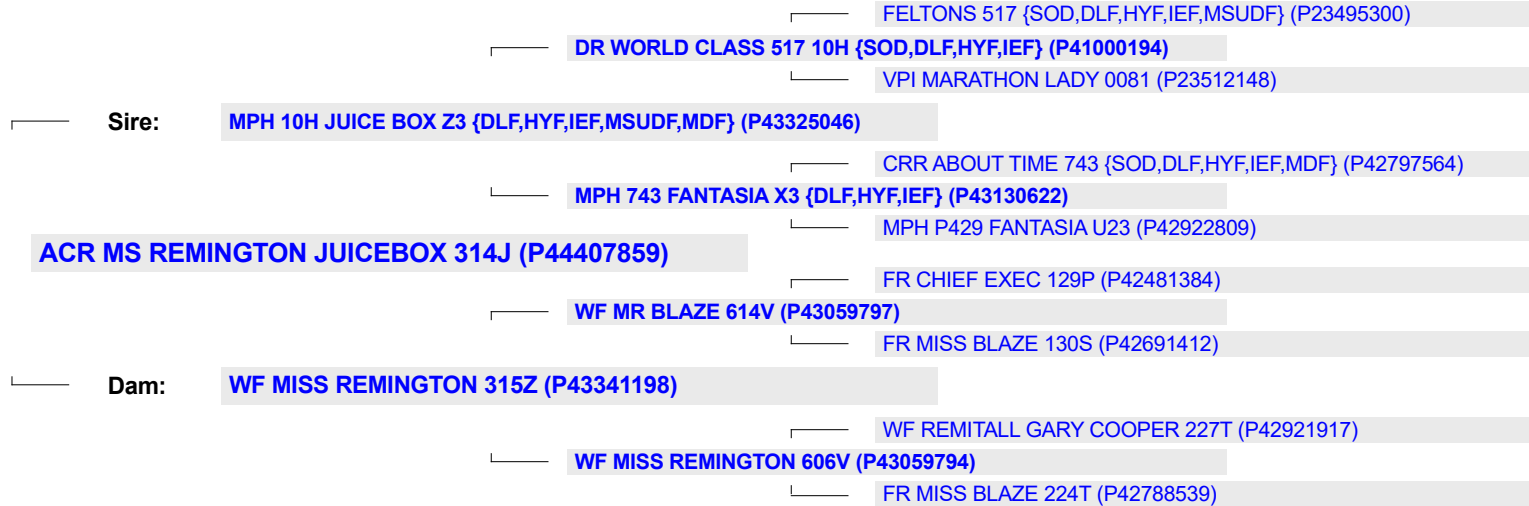 FELTONS 517 {SOD,DLF,HYF,IEF,MSUDF} (P23495300)
DR WORLD CLASS 517 10H {SOD,DLF,HYF,IEF} (P41000194)
VPI MARATHON LADY 0081 (P23512148)
Sire: MPH 10H JUICE BOX Z3 {DLF,HYF,IEF,MSUDF,MDF} (P43325046)
CRR ABOUT TIME 743 {SOD,DLF,HYF,IEF,MDF} (P42797564)
MPH 743 FANTASIA X3 {DLF,HYF,IEF} (P43130622)
MPH P429 FANTASIA U23 (P42922809)
ACR MS REMINGTON JUICEBOX 314J (P44407859)
FR CHIEF EXEC 129P (P42481384)
WF MR BLAZE 614V (P43059797)
FR MISS BLAZE 130S (P42691412)
Dam: WF MISS REMINGTON 315Z (P43341198)
WF REMITALL GARY COOPER 227T (P42921917)
WF MISS REMINGTON 606V (P43059794)
FR MISS BLAZE 224T (P42788539)